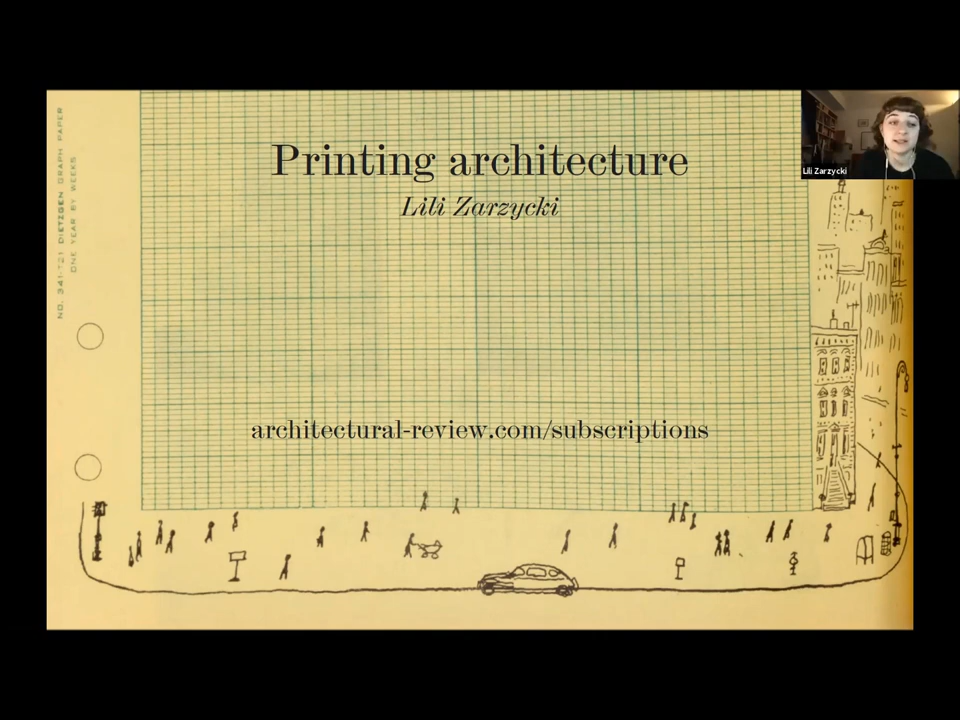 Printing architecture
Lili Zarzycki
architectural-review.com/subscriptions
NO. 341-T21 DIETZGEN GRAPH PAPER
ONE YEAR BY WEEKS
Lili Zarzycki